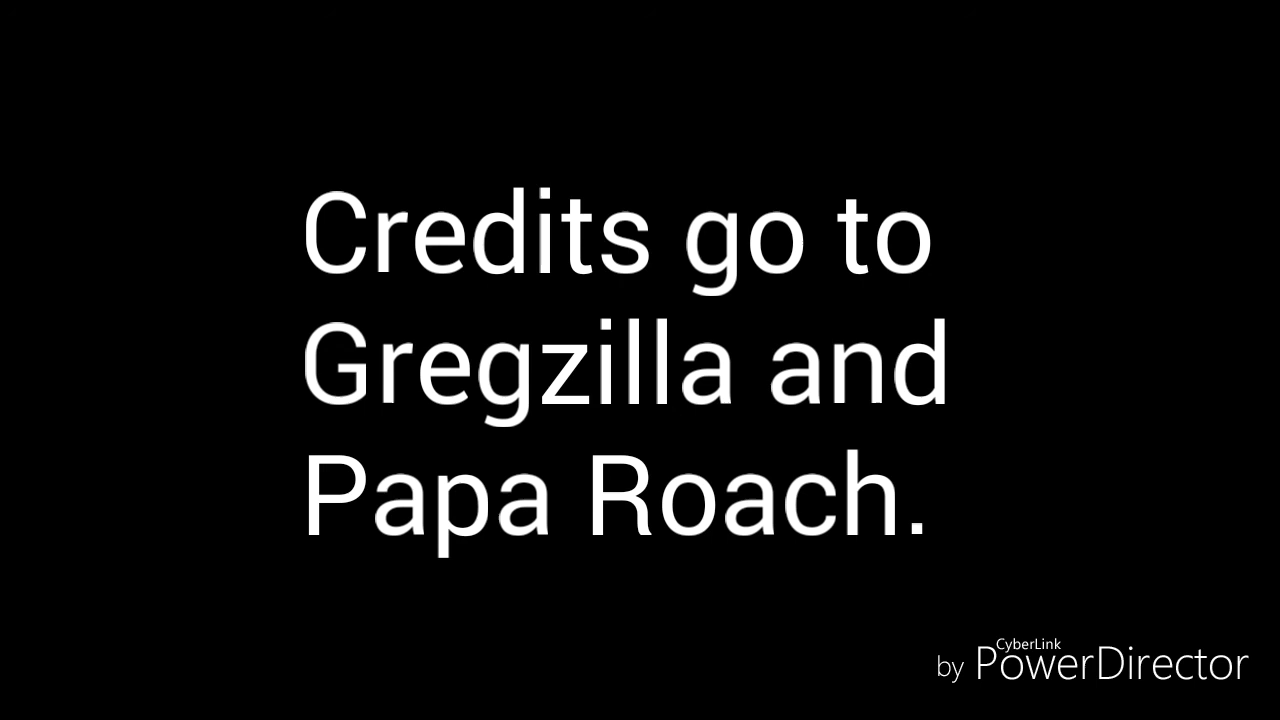 Credits go to
Gregzilla and
Papa Roach.
CyberLink
by PowerDirector